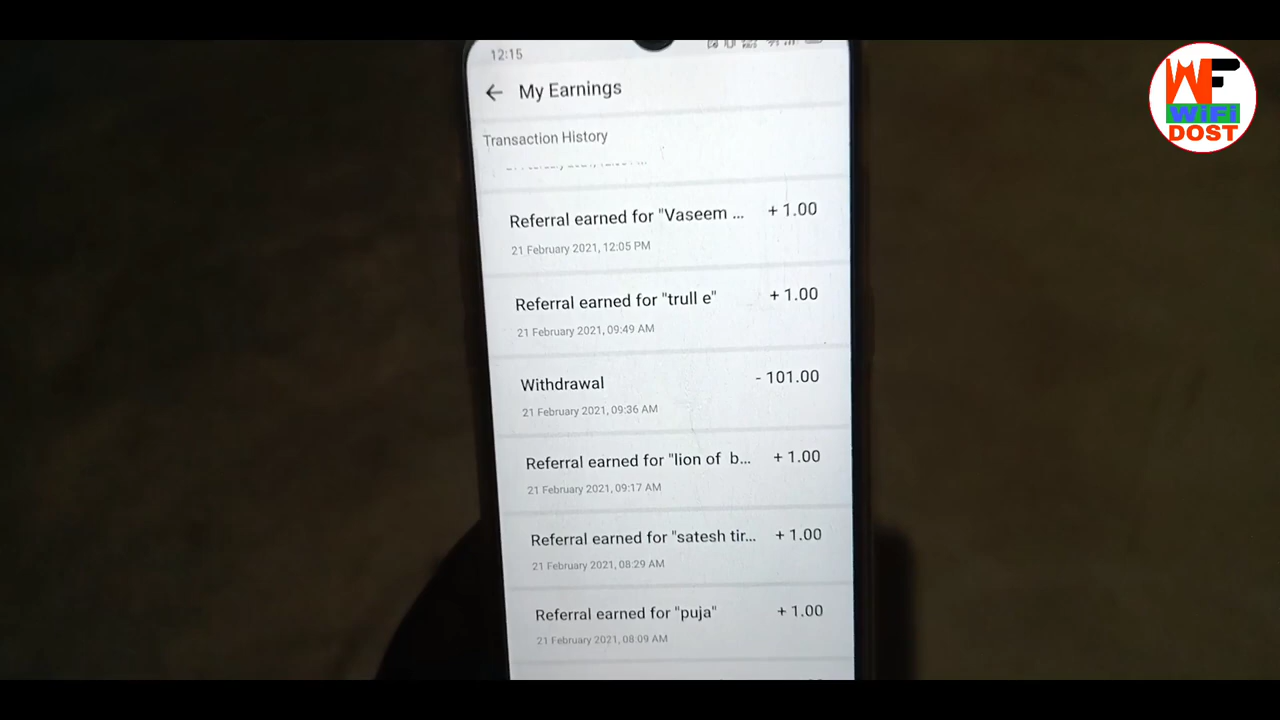 12:15
My Earnings
Transaction History
Referral earned for "Vaseem ... + 1.00
21 February 2021, 12:05 PM
Referral earned for "trull e" + 1.00
21 February 2021, 09:49 AM
Withdrawal - 101.00
21 February 2021, 09:36 AM
Referral earned for "lion of b... + 1.00
21 February 2021, 09:17 AM
Referral earned for "satesh tir... + 1.00
21 February 2021, 08:29 AM
Referral earned for "puja" + 1.00
21 February 2021, 08:09 AM
WF
WiFi
DOST